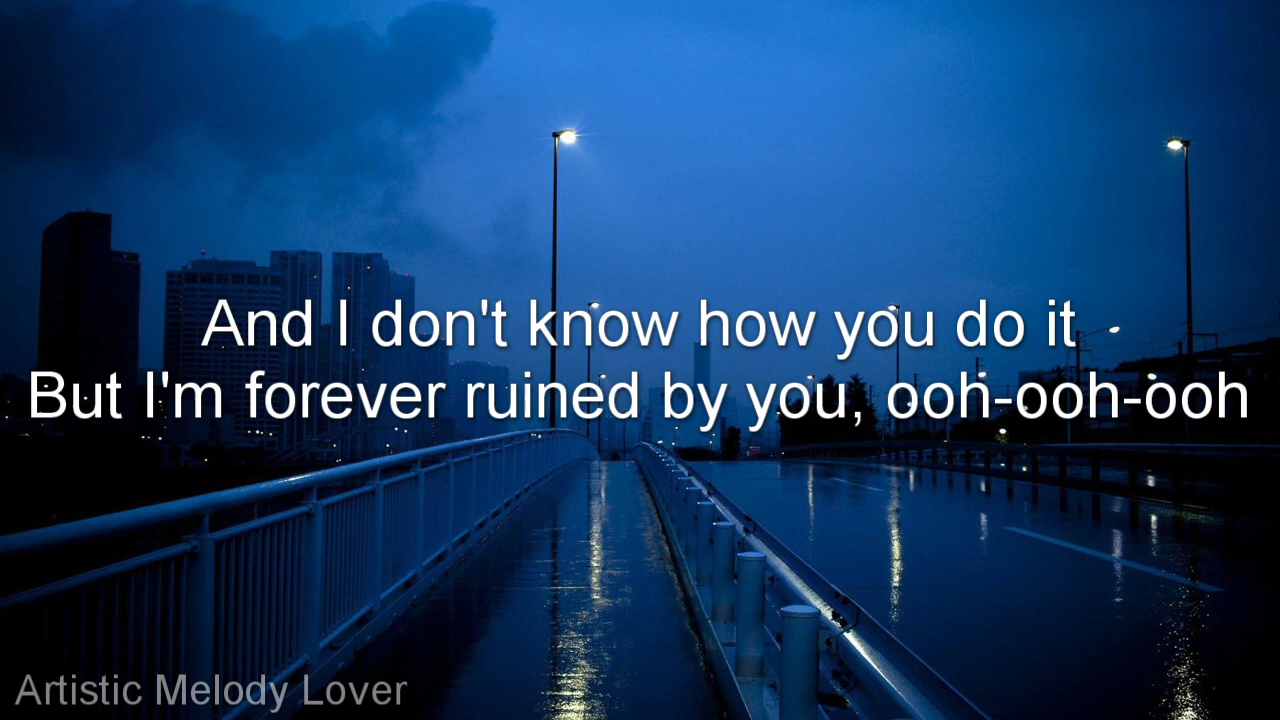 And I don't know how you do it
But I'm forever ruined by you, ooh-ooh-ooh
Artistic Melody Lover